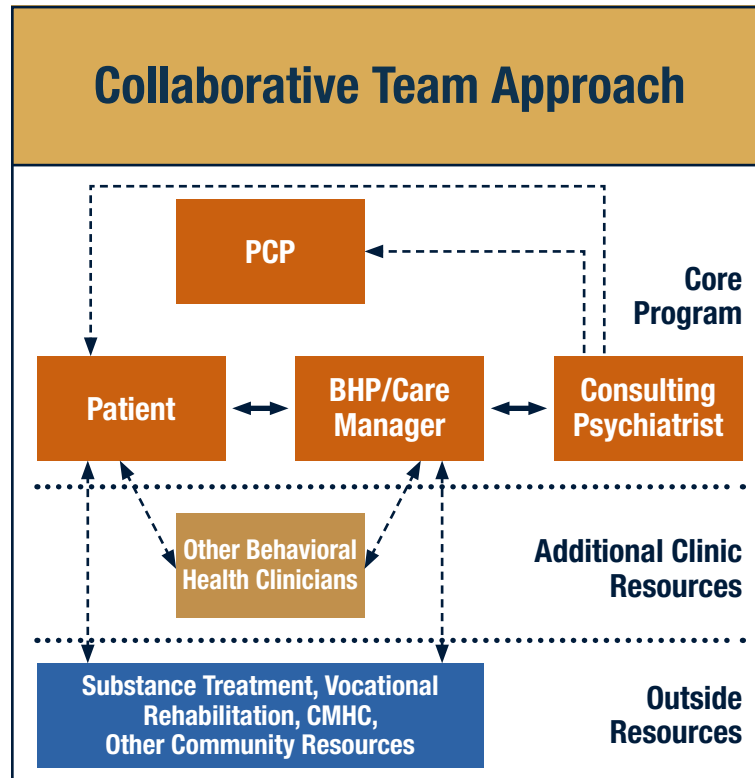 Collaborative Team Approach
PCP
Core
Program
Patient
BHP/Care
Manager
Consulting
Psychiatrist
Other Behavioral
Health Clinicians
Additional Clinic
Resources
Substance Treatment, Vocational
Rehabilitation, CMHC,
Other Community Resources
Outside
Resources